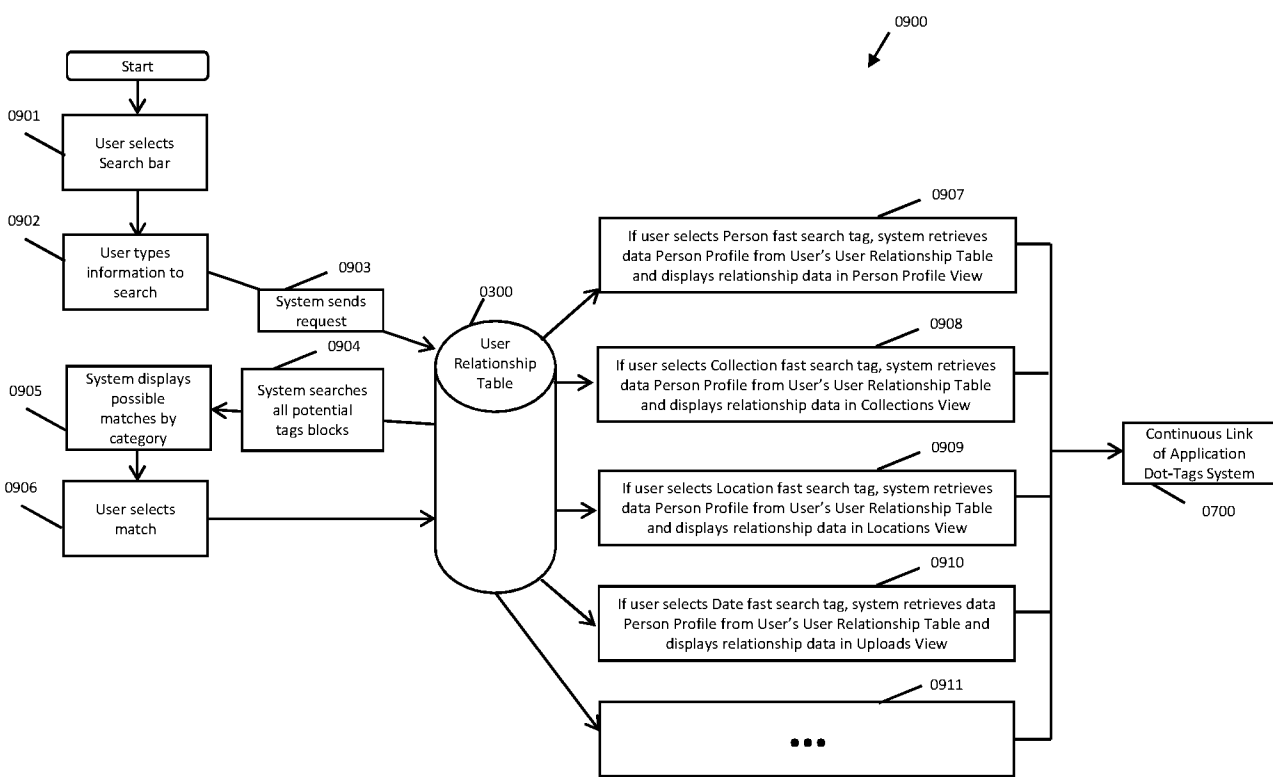 0900
Start
0901
User selects
Search bar
0902
User types
information to
search
0903
System sends
request
0300
User
Relationship
Table
0904
System searches
all potential
tags blocks
0905
System displays
possible
matches by
category
0906
User selects
match
0907
If user selects Person fast search tag, system retrieves
data Person Profile from User's User Relationship Table
and displays relationship data in Person Profile View
0908
If user selects Collection fast search tag, system retrieves
data Person Profile from User's User Relationship Table
and displays relationship data in Collections View
0909
If user selects Location fast search tag, system retrieves
data Person Profile from User's User Relationship Table
and displays relationship data in Locations View
0910
If user selects Date fast search tag, system retrieves data
Person Profile from User's User Relationship Table and
displays relationship data in Uploads View
0911
...
Continuous Link
of Application
Dot-Tags System
0700